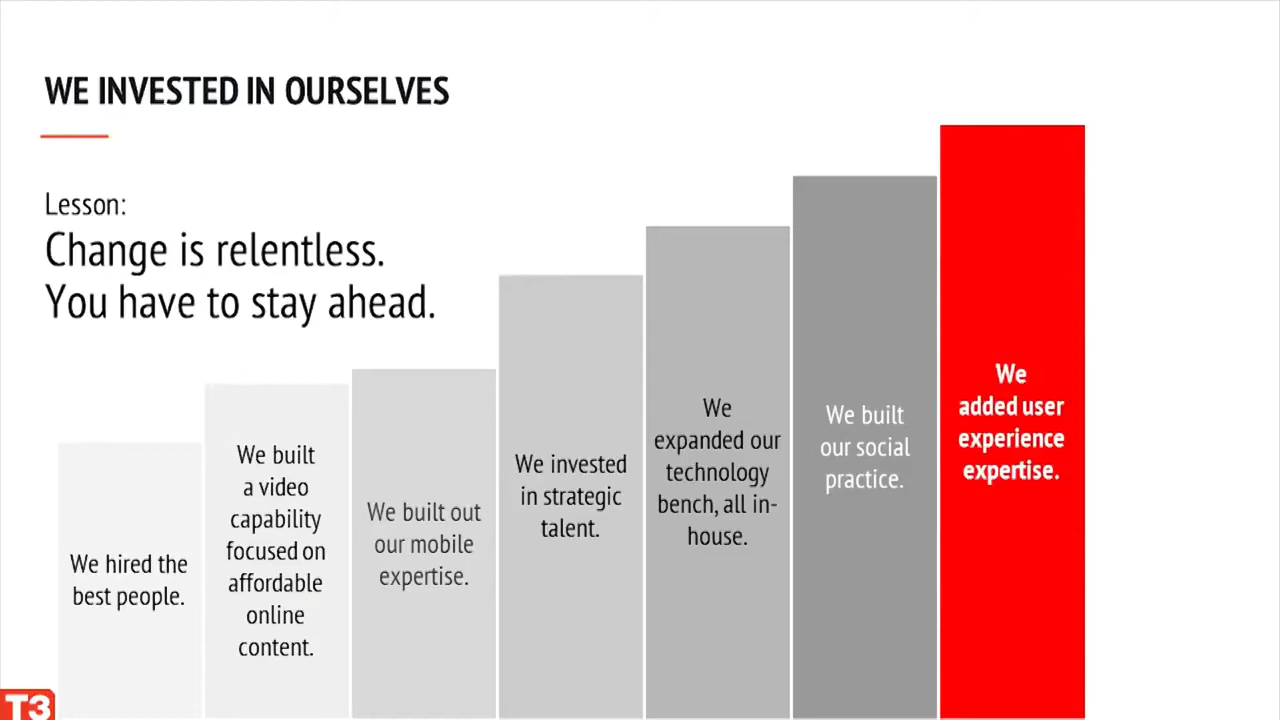 WE INVESTED IN OURSELVES
Lesson:
Change is relentless.
You have to stay ahead.
We hired the
best people.
We built
a video
capability
focused on
affordable
online
content.
We built out
our mobile
expertise.
We invested
in strategic
talent.
We
expanded our
technology
bench, all in-
house.
We built
our social
practice.
We
added user
experience
expertise.
T3